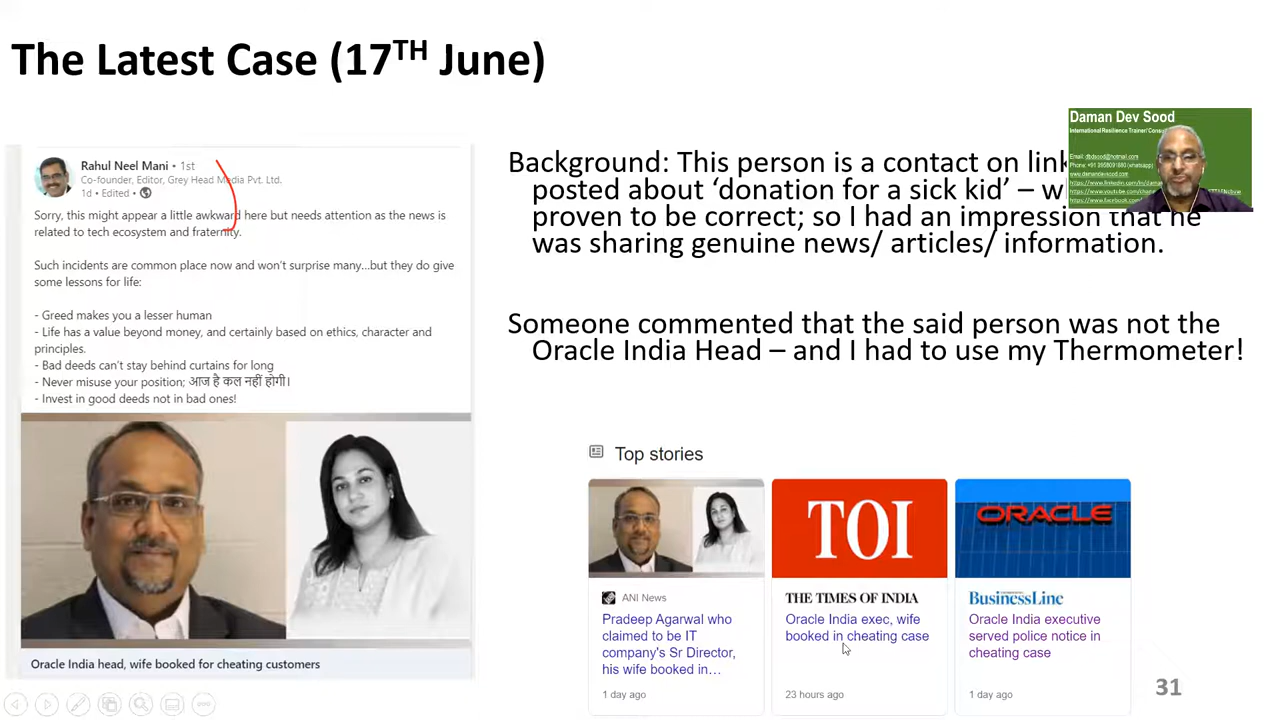 The Latest Case (17TH June)
Rahul Neel Mani • 1st
Co-founder, Editor, Grey Head Media Pvt. Ltd.
1d • Edited •
Sorry, this might appear a little awkward here but needs attention as the news is
related to tech ecosystem and fraternity.
Such incidents are common place now and won't surprise many...but they do give
some lessons for life:
- Greed makes you a lesser human
- Life has a value beyond money, and certainly based on ethics, character and
principles.
- Bad deeds can't stay behind curtains for long
- Never misuse your position; आज है कल नहीं होगी।
- Invest in good deeds not in bad ones!
Oracle India head, wife booked for cheating customers
Background: This person is a contact on
posted about ‘donation for a sick kid’ –
proven to be correct; so I had an impression that he
was sharing genuine news/ articles/ information.
Someone commented that the said person was not the
Oracle India Head – and I had to use my Thermometer!
Daman Dev Sood
International Resilience Trainer/
Email: dbdsood@hotmail.com
www.damandevsood.com
Top stories
ANI News
Pradeep Agarwal who
claimed to be IT
company's Sr Director,
his wife booked in...
1 day ago
TOI
THE TIMES OF INDIA
Oracle India exec, wife
booked in cheating case
23 hours ago
ORACLE
BusinessLine
Oracle India executive
served police notice in
cheating case
1 day ago
31